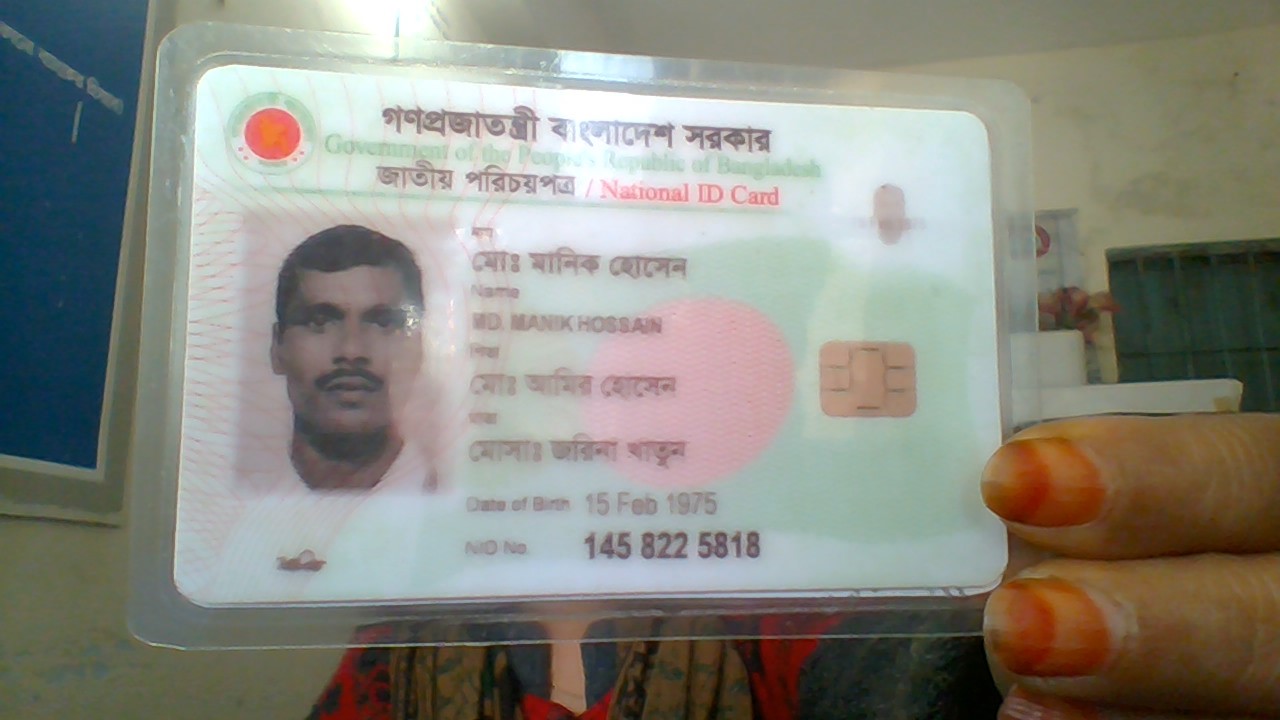 গণপ্রজাতন্ত্রী বাংলাদেশ সরকার
Government of the People's Republic of Bangladesh
জাতীয় পরিচয়পত্র / National ID Card
নাম
মোঃ মানিক হোসেন
Name
MD. MANIK HOSSAIN
পিতা
মোঃ আমির হোসেন
মাতা
মোসাঃ জরিনা খাতুন
Date of Birth 15 Feb 1975
NID No. 145 822 5818